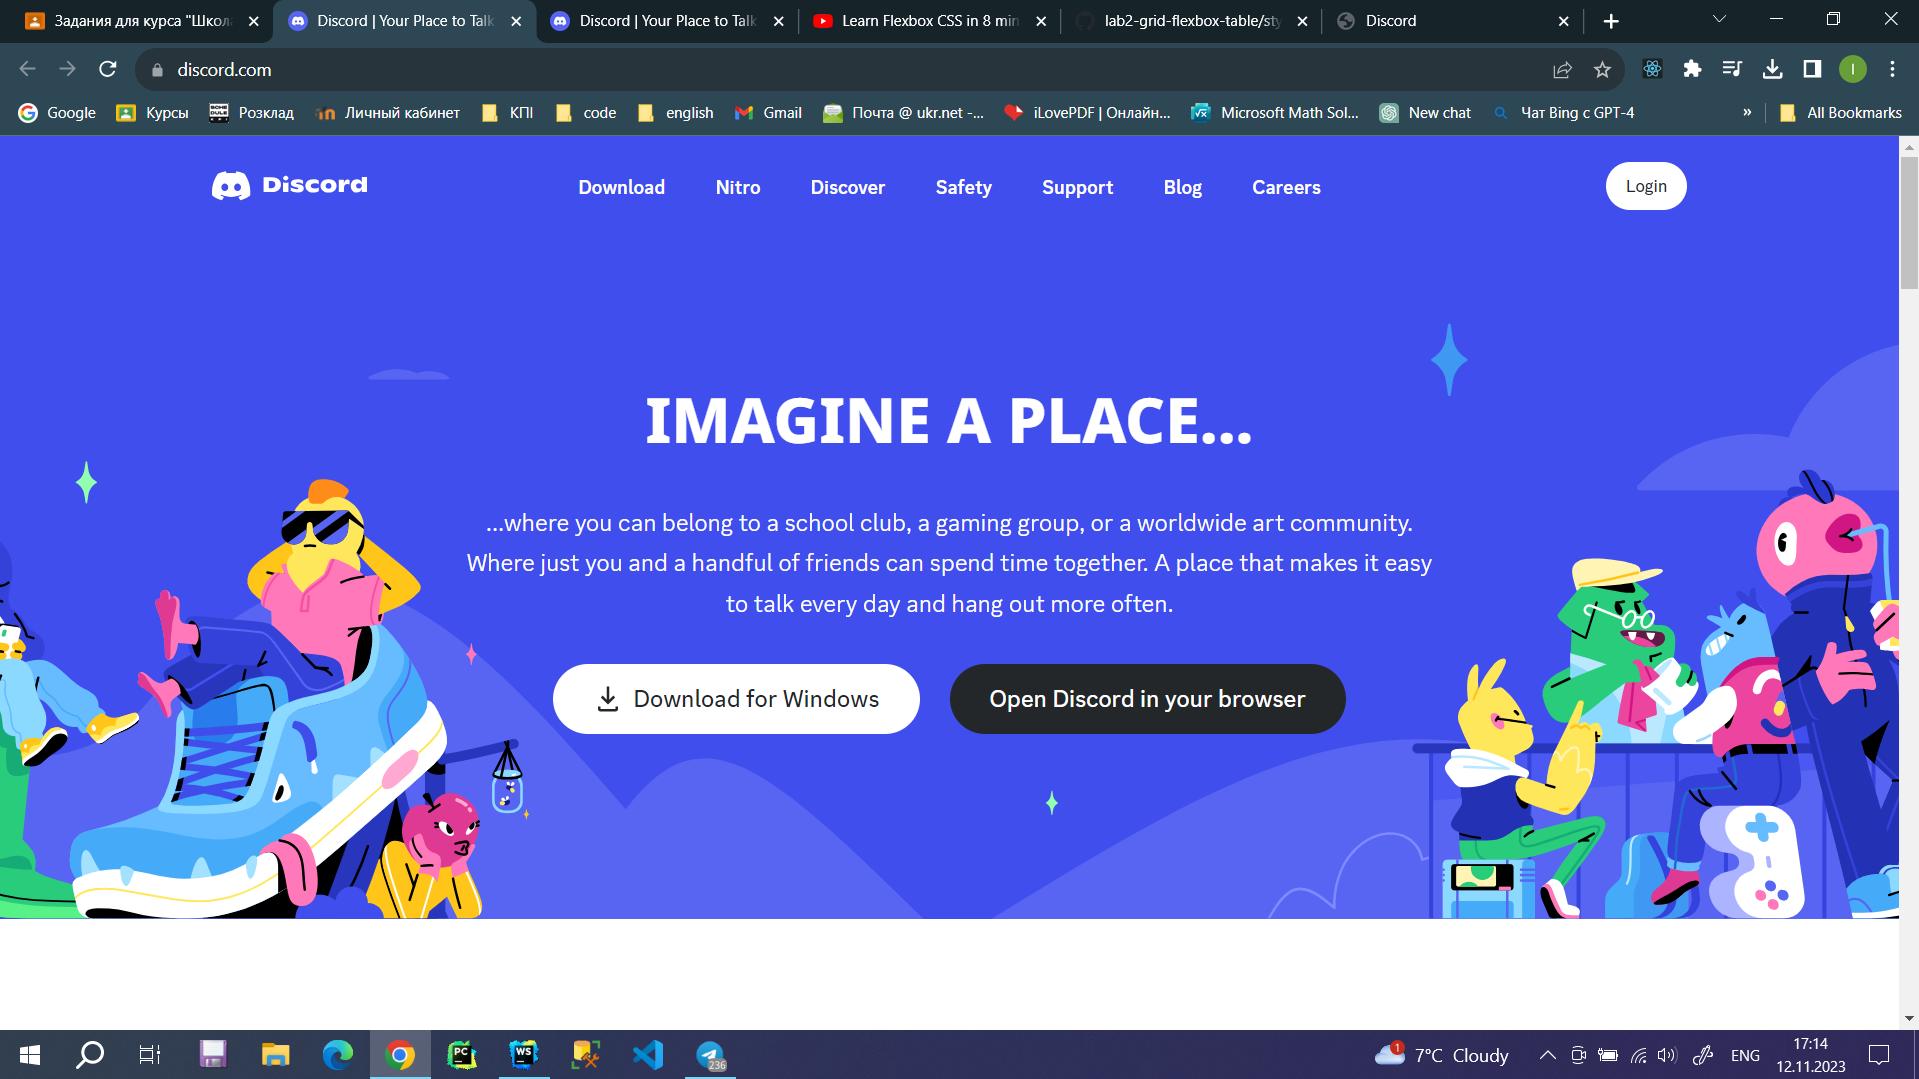 Задания для курса "Школ
Discord | Your Place to Talk
Discord | Your Place to Talk
Learn Flexbox CSS in 8 min
lab2-grid-flexbox-table/sty
Discord
discord.com
I
Google
Курсы
Розклад
Личный кабинет
КПІ
code
english
Gmail
Почта @ ukr.net -...
iLovePDF | Онлайн...
Microsoft Math Sol...
New chat
Чат Bing с GPT-4
»
All Bookmarks
Discord
Download
Nitro
Discover
Safety
Support
Blog
Careers
Login
IMAGINE A PLACE...
...where you can belong to a school club, a gaming group, or a worldwide art community.
Where just you and a handful of friends can spend time together. A place that makes it easy
to talk every day and hang out more often.
Download for Windows
Open Discord in your browser
PC
WS
236
1
7°C Cloudy
ENG
17:14
12.11.2023